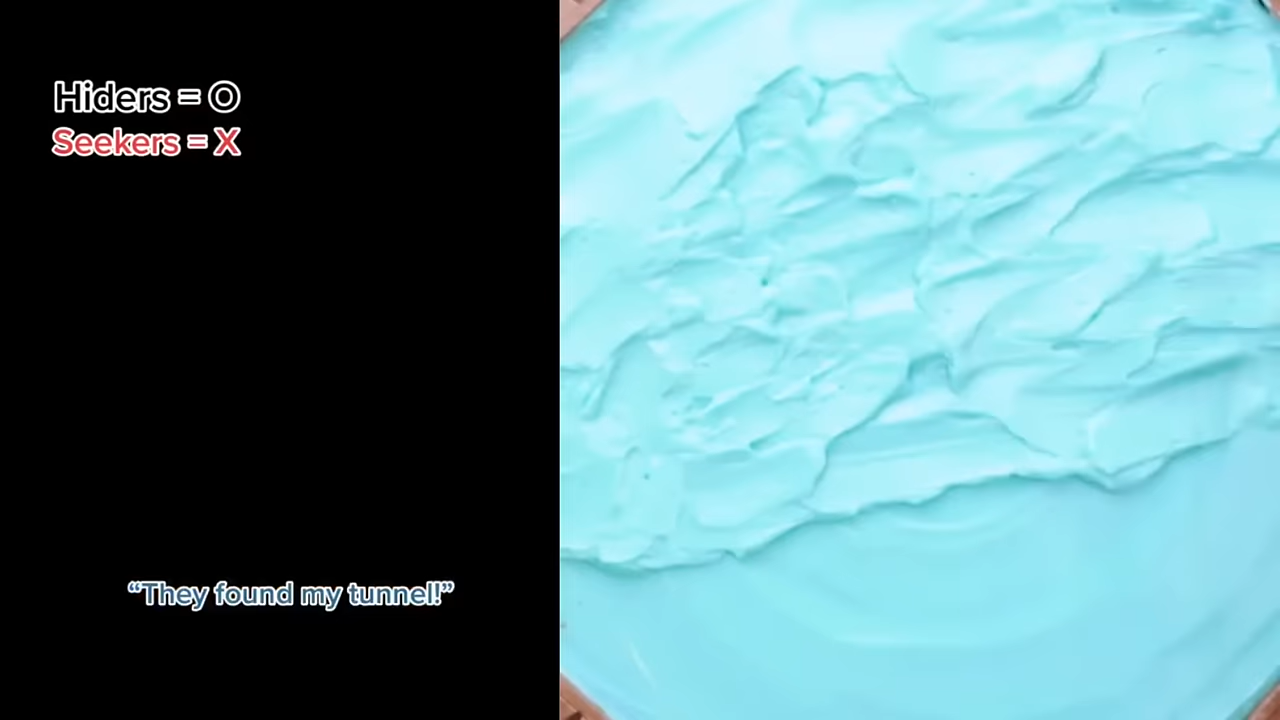 Hiders = O
Seekers = X
“They found my tunnel!”